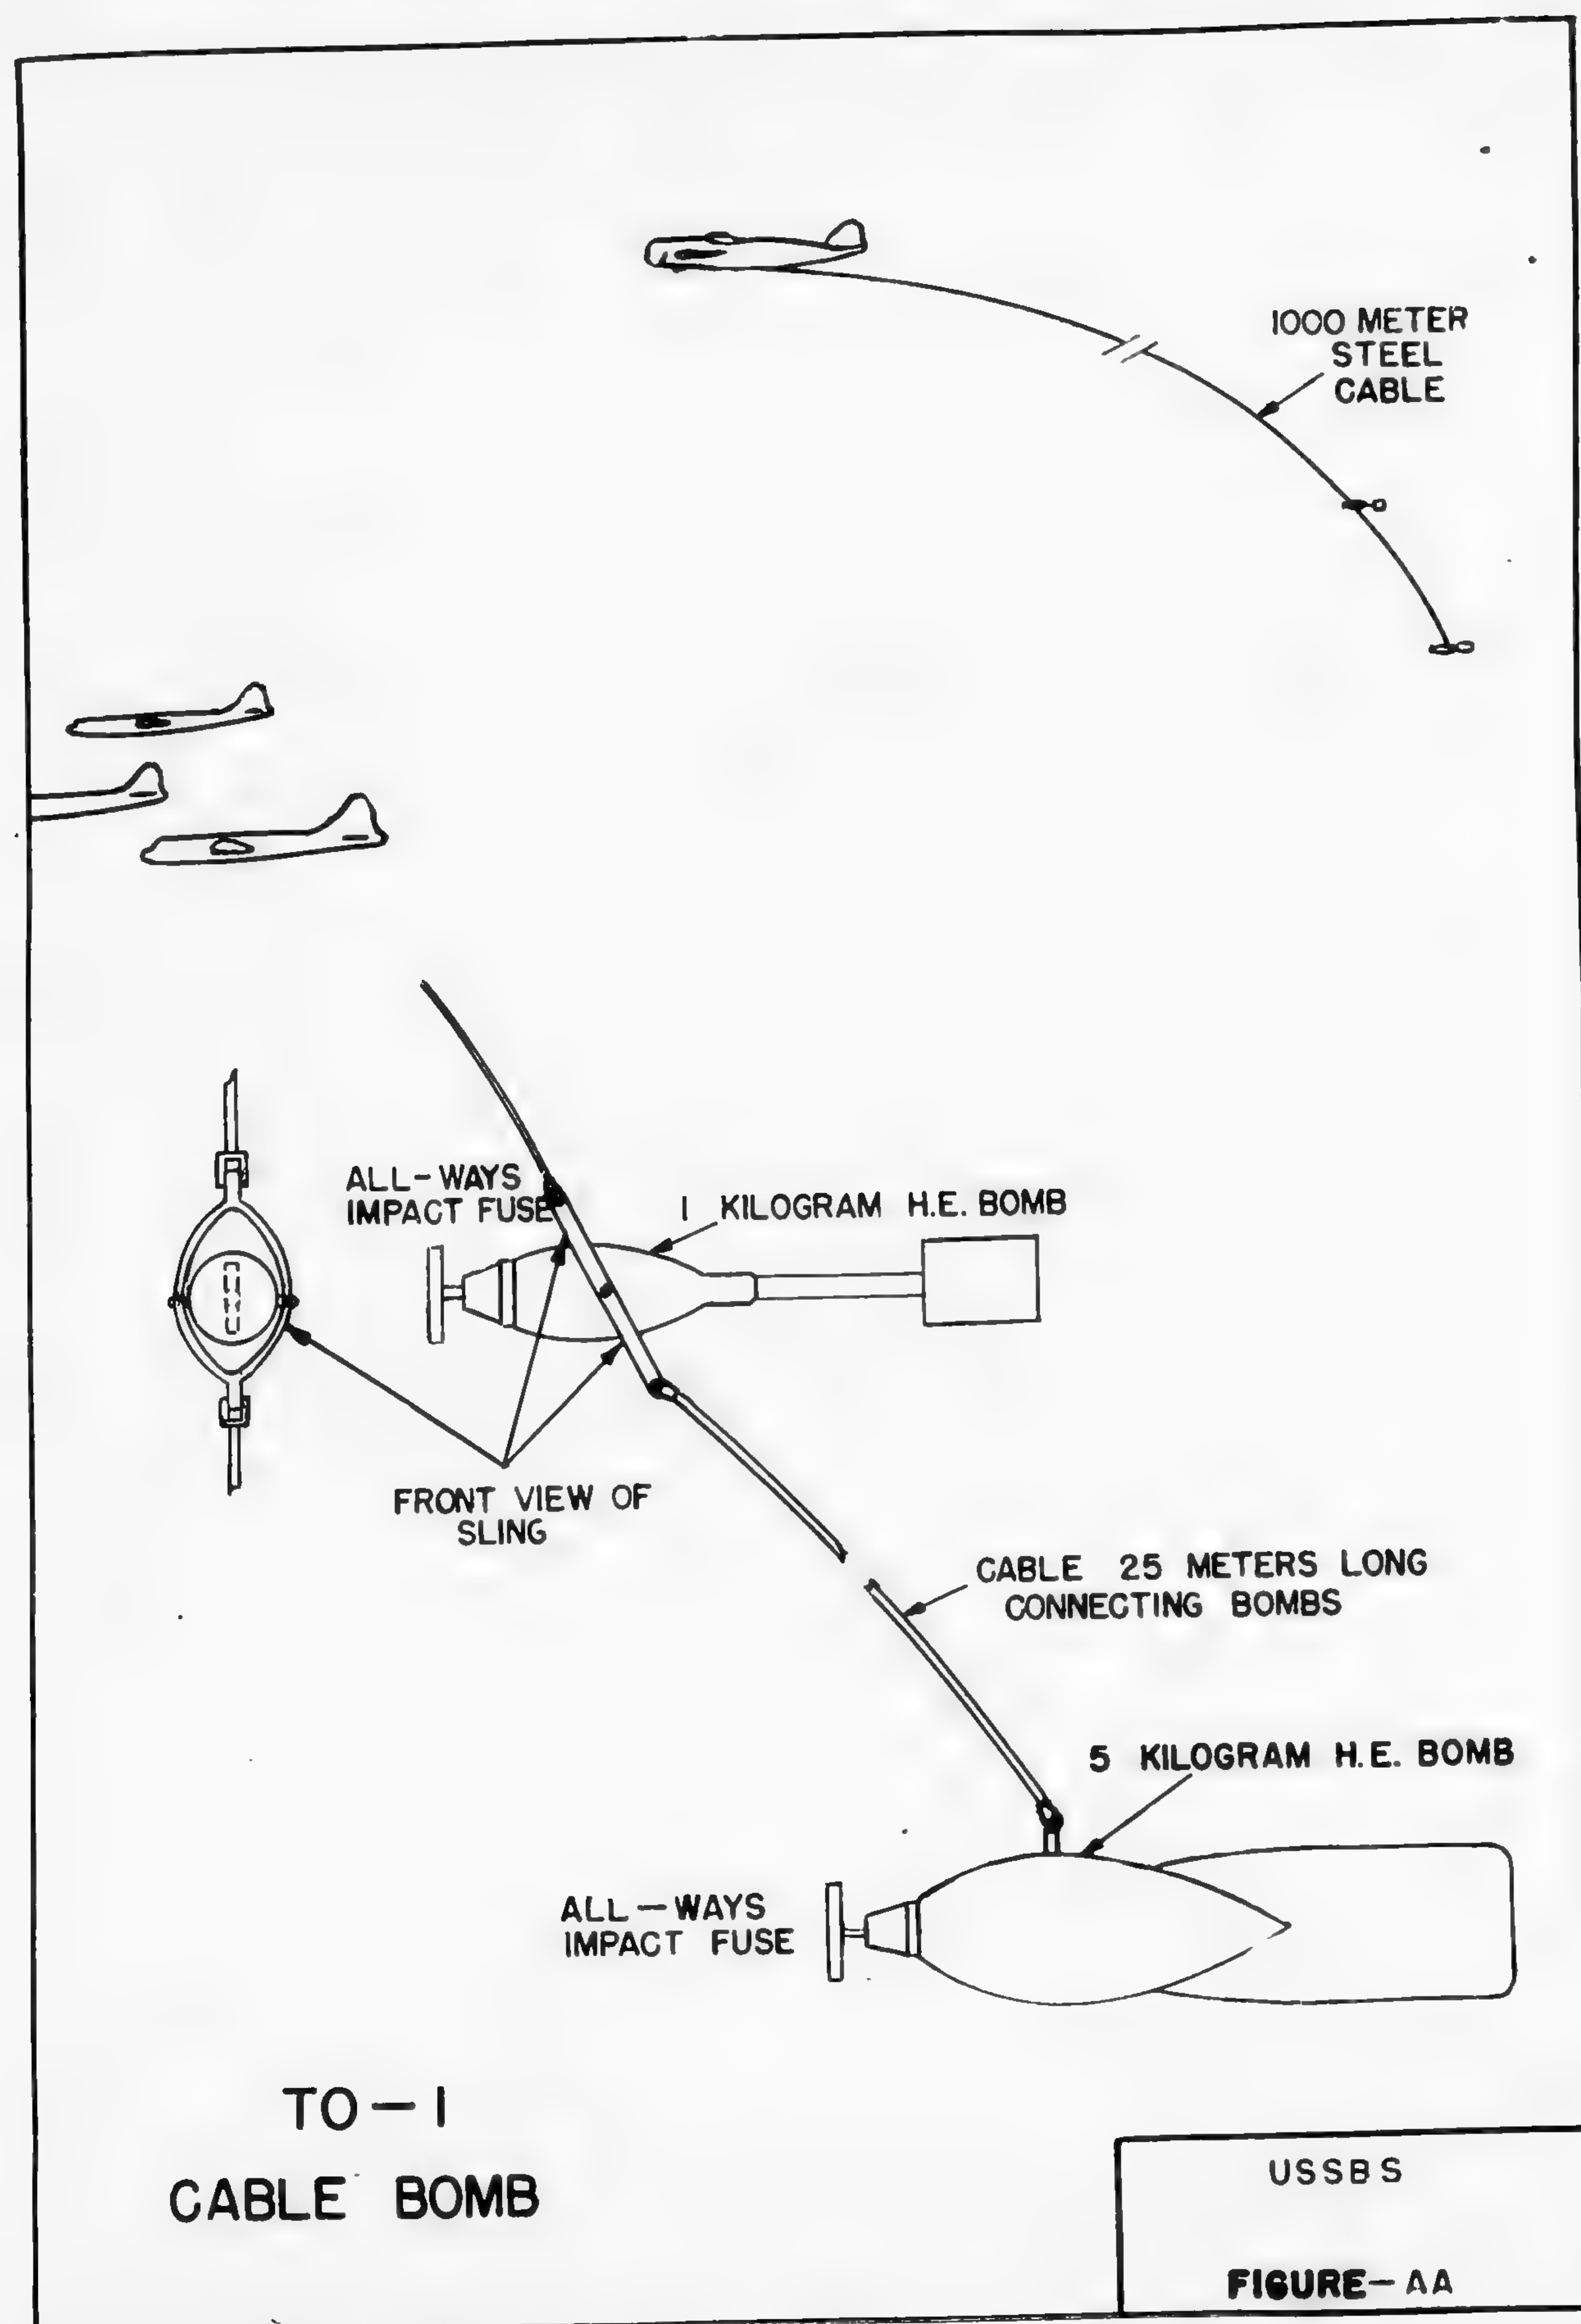 1000 METER
STEEL
CABLE
ALL-WAYS
IMPACT FUSE
1 KILOGRAM H.E. BOMB
FRONT VIEW OF
SLING
CABLE 25 METERS LONG
CONNECTING BOMBS
5 KILOGRAM H.E. BOMB
ALL-WAYS
IMPACT FUSE
TO-1
CABLE BOMB
USSBS
FIGURE-AA